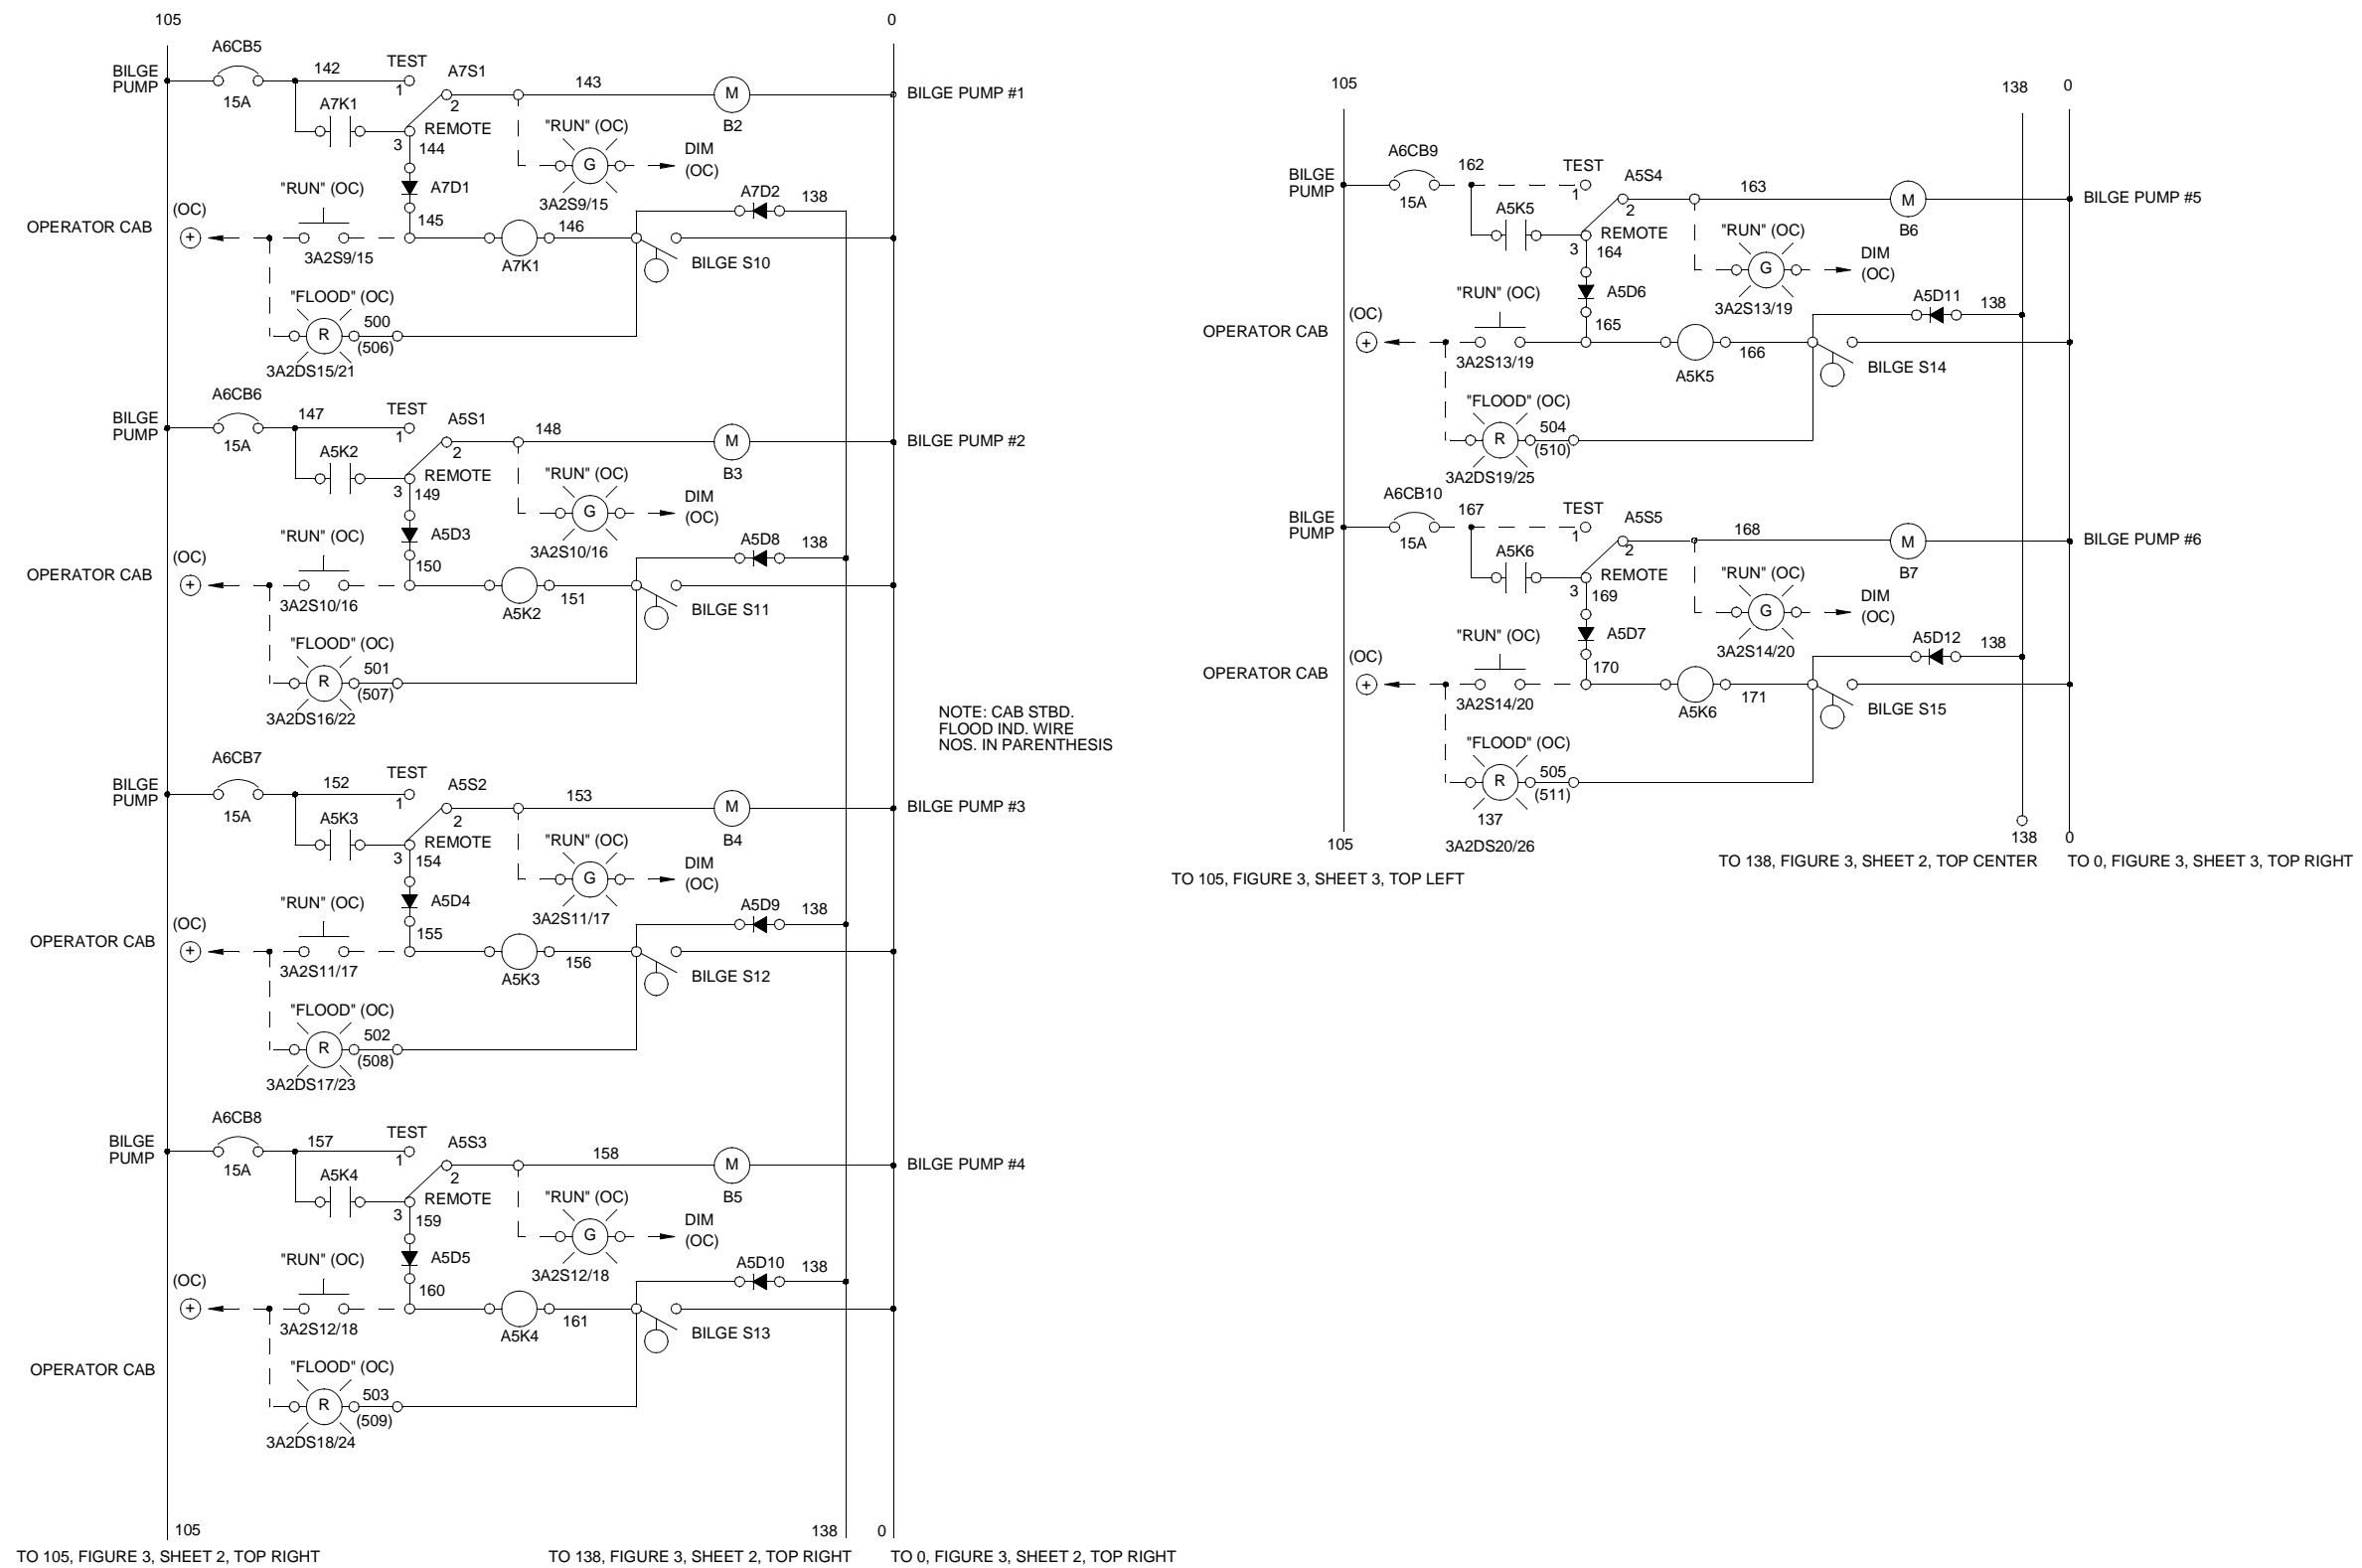 105
0
A6CB5
BILGE
PUMP
15A
142
TEST
1
A7S1
2
143
M
B2
BILGE PUMP #1
A7K1
REMOTE
3
144
"RUN" (OC)
G
DIM
(OC)
3A2S9/15
A7D1
A7D2
138
"RUN" (OC)
(OC)
+
OPERATOR CAB
145
146
3A2S9/15
A7K1
BILGE S10
"FLOOD" (OC)
R
500
(506)
3A2DS15/21
A6CB6
BILGE
PUMP
15A
147
TEST
1
A5S1
2
148
M
B3
BILGE PUMP #2
A5K2
REMOTE
3
149
"RUN" (OC)
G
DIM
(OC)
3A2S10/16
A5D3
A5D8
138
"RUN" (OC)
(OC)
+
OPERATOR CAB
150
151
3A2S10/16
A5K2
BILGE S11
"FLOOD" (OC)
R
501
(507)
3A2DS16/22
NOTE: CAB STBD.
FLOOD IND. WIRE
NOS. IN PARENTHESIS
A6CB7
BILGE
PUMP
15A
152
TEST
1
A5S2
2
153
M
B4
BILGE PUMP #3
A5K3
REMOTE
3
154
"RUN" (OC)
G
DIM
(OC)
3A2S11/17
A5D4
A5D9
138
"RUN" (OC)
(OC)
+
OPERATOR CAB
155
156
3A2S11/17
A5K3
BILGE S12
"FLOOD" (OC)
R
502
(508)
3A2DS17/23
A6CB8
BILGE
PUMP
15A
157
TEST
1
A5S3
2
158
M
B5
BILGE PUMP #4
A5K4
REMOTE
3
159
"RUN" (OC)
G
DIM
(OC)
3A2S12/18
A5D5
A5D10
138
"RUN" (OC)
(OC)
+
160
161
3A2S12/18
A5K4
BILGE S13
OPERATOR CAB
"FLOOD" (OC)
R
503
(509)
3A2DS18/24
105
138
0
TO 105, FIGURE 3, SHEET 2, TOP RIGHT
TO 138, FIGURE 3, SHEET 2, TOP RIGHT
TO 0, FIGURE 3, SHEET 2, TOP RIGHT
105
138
0
A6CB9
BILGE
PUMP
15A
162
TEST
1
A5S4
2
163
M
B6
BILGE PUMP #5
A5K5
REMOTE
3
164
"RUN" (OC)
G
DIM
(OC)
3A2S13/19
A5D6
A5D11
138
"RUN" (OC)
(OC)
+
OPERATOR CAB
165
166
3A2S13/19
A5K5
BILGE S14
"FLOOD" (OC)
R
504
(510)
3A2DS19/25
A6CB10
BILGE
PUMP
15A
167
TEST
1
A5S5
2
168
M
B7
BILGE PUMP #6
A5K6
REMOTE
3
169
"RUN" (OC)
G
DIM
(OC)
3A2S14/20
A5D7
A5D12
138
"RUN" (OC)
(OC)
+
OPERATOR CAB
170
171
3A2S14/20
A5K6
BILGE S15
"FLOOD" (OC)
R
505
(511)
137
3A2DS20/26
105
138
0
TO 105, FIGURE 3, SHEET 3, TOP LEFT
TO 138, FIGURE 3, SHEET 2, TOP CENTER
TO 0, FIGURE 3, SHEET 3, TOP RIGHT